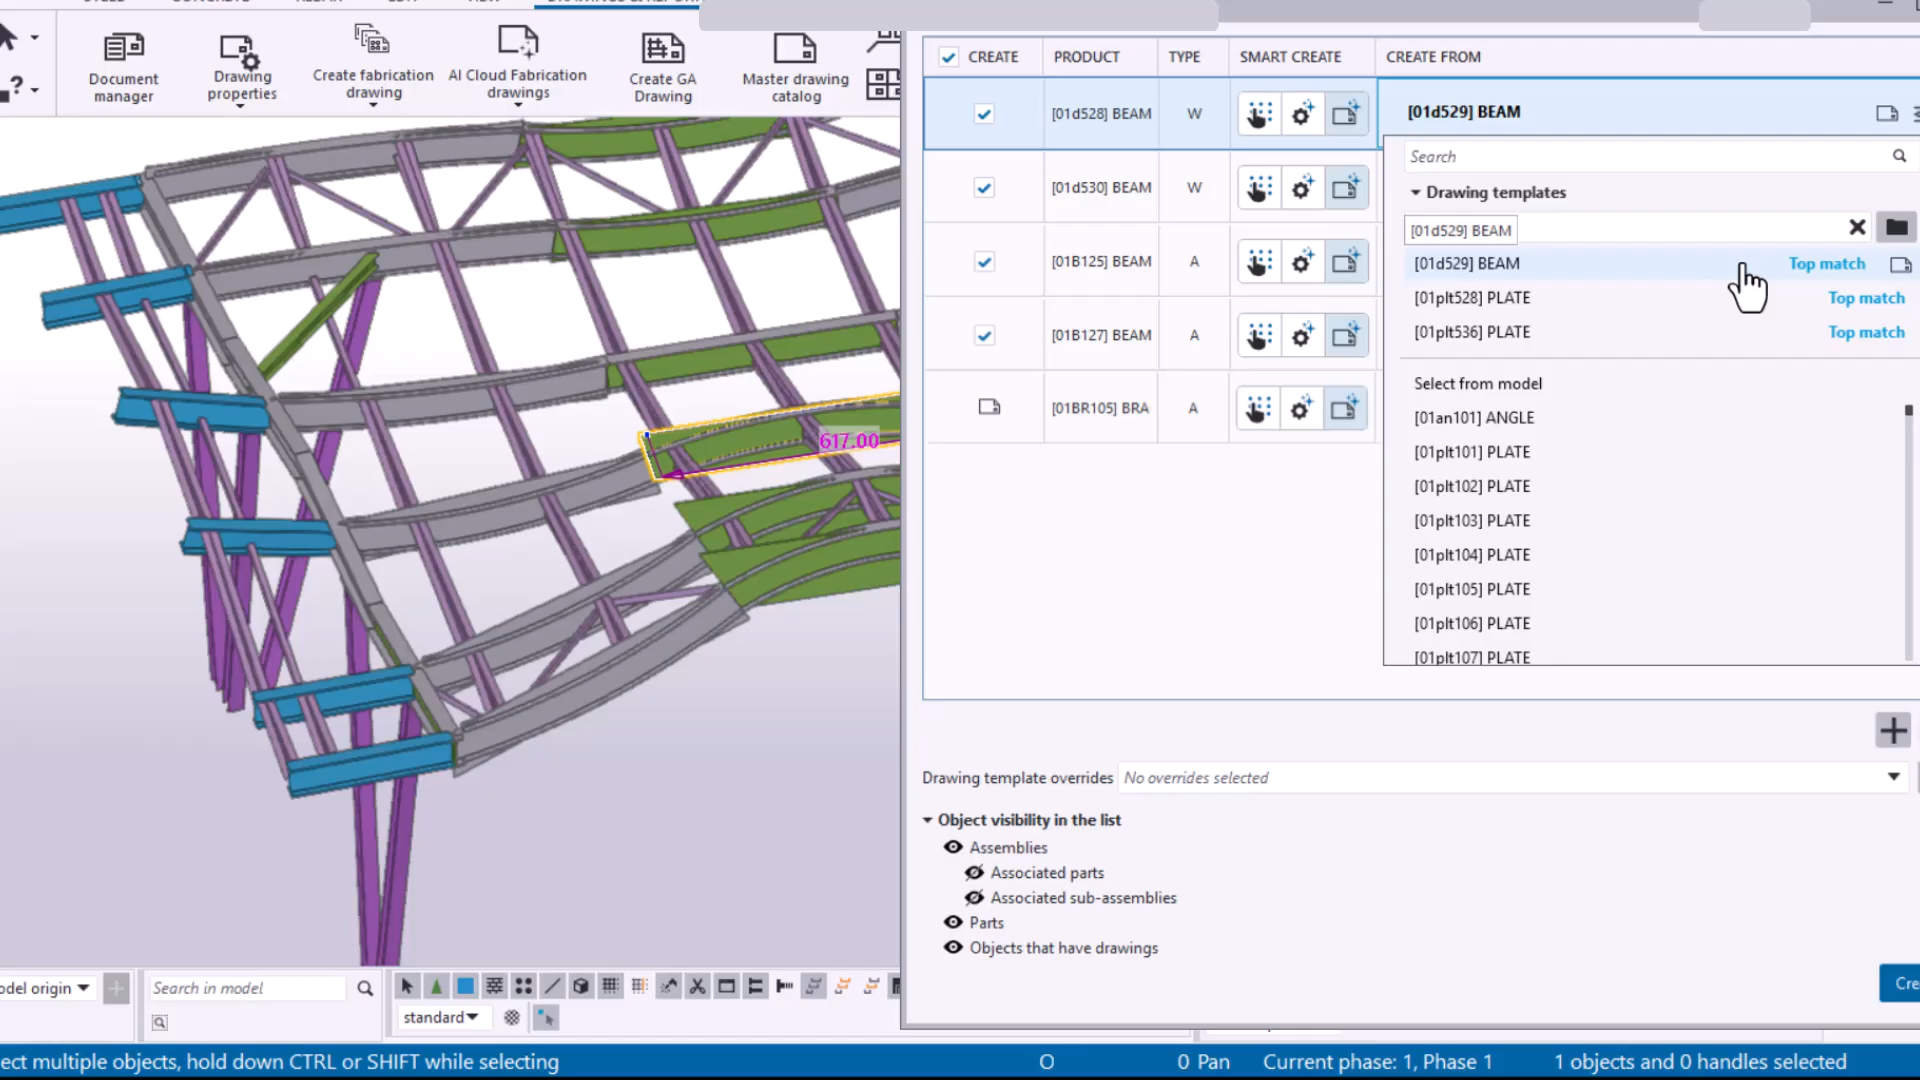 Document
manager
Drawing
properties
Create fabrication
drawing
AI Cloud Fabrication
drawings
Create GA
Drawing
Master drawing
catalog
617.00
CREATE PRODUCT TYPE SMART CREATE CREATE FROM
[01d528] BEAM W [01d529] BEAM
[01d530] BEAM W
[01B125] BEAM A
[01B127] BEAM A
[01BR105] BRA A
Search
Drawing templates
[01d529] BEAM
[01d529] BEAM Top match
[01plt528] PLATE Top match
[01plt536] PLATE Top match
Select from model
[01an101] ANGLE
[01plt101] PLATE
[01plt102] PLATE
[01plt103] PLATE
[01plt104] PLATE
[01plt105] PLATE
[01plt106] PLATE
[01plt107] PLATE
Drawing template overrides No overrides selected
Object visibility in the list
Assemblies
Associated parts
Associated sub-assemblies
Parts
Objects that have drawings
Cre
odel origin
Search in model
standard
ect multiple objects, hold down CTRL or SHIFT while selecting
O 0 Pan Current phase: 1, Phase 1 1 objects and 0 handles selected